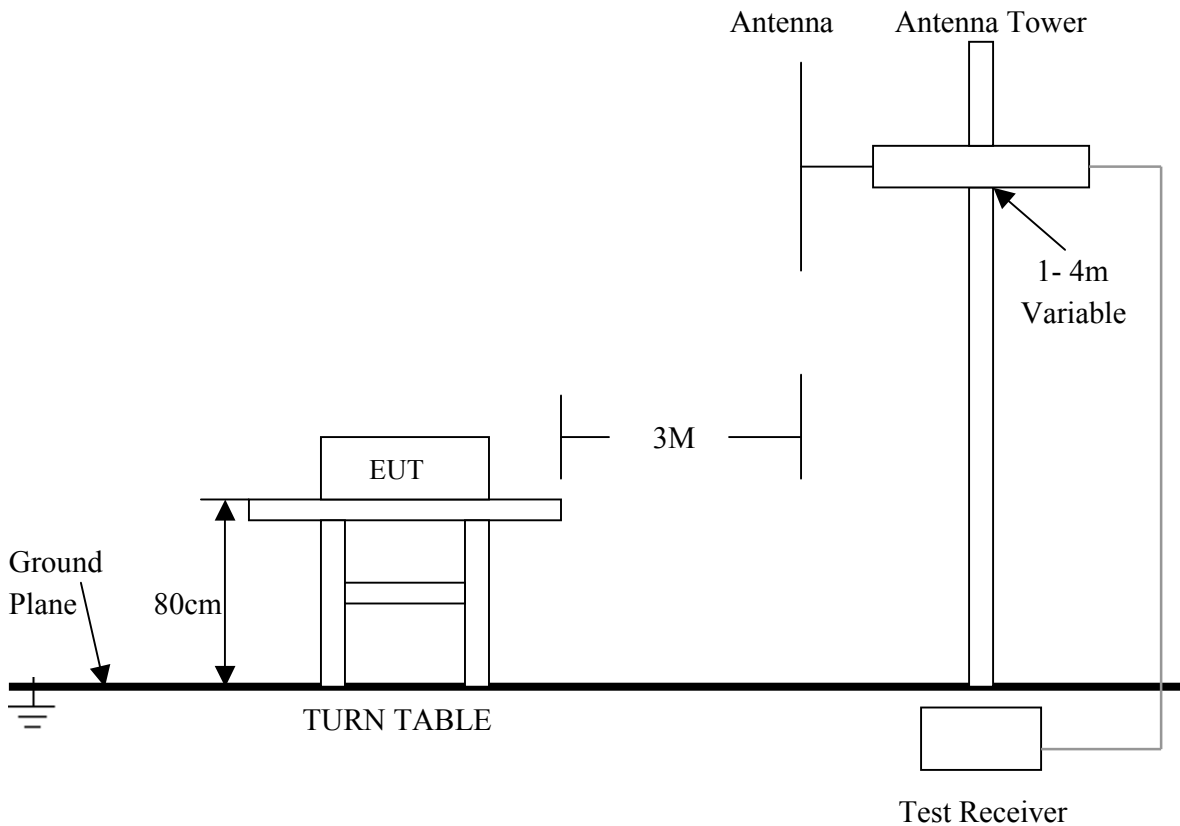 Antenna
Antenna Tower
1- 4m
Variable
3M
EUT
Ground
Plane
80cm
TURN TABLE
Test Receiver